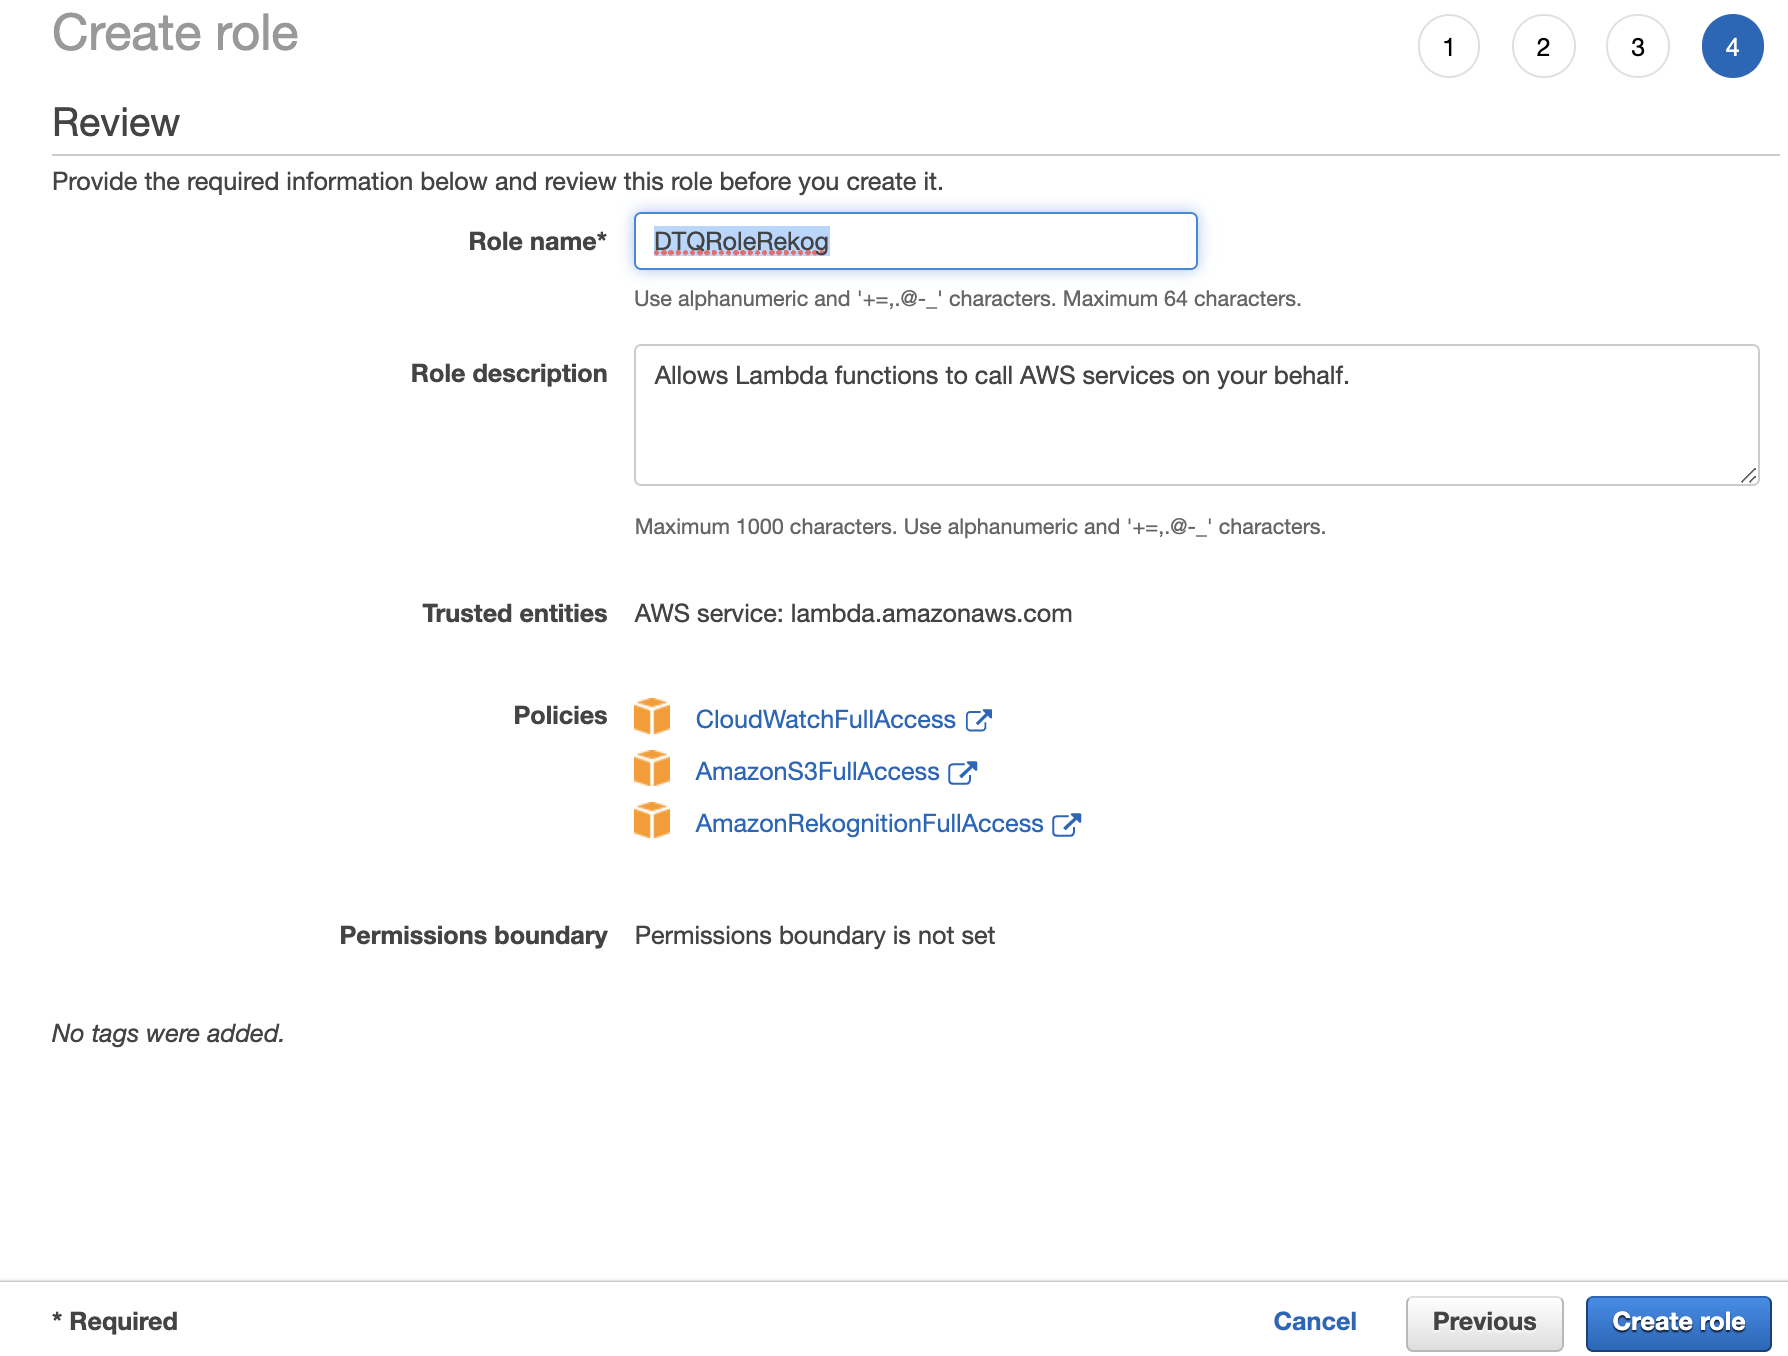 Create role
1 2 3 4
Review
Provide the required information below and review this role before you create it.
Role name* DTQRoleRekog
Use alphanumeric and '+=,.@-_' characters. Maximum 64 characters.
Role description Allows Lambda functions to call AWS services on your behalf.
Maximum 1000 characters. Use alphanumeric and '+=,.@-_' characters.
Trusted entities AWS service: lambda.amazonaws.com
Policies CloudWatchFullAccess
AmazonS3FullAccess
AmazonRekognitionFullAccess
Permissions boundary Permissions boundary is not set
No tags were added.
* Required Cancel Previous Create role